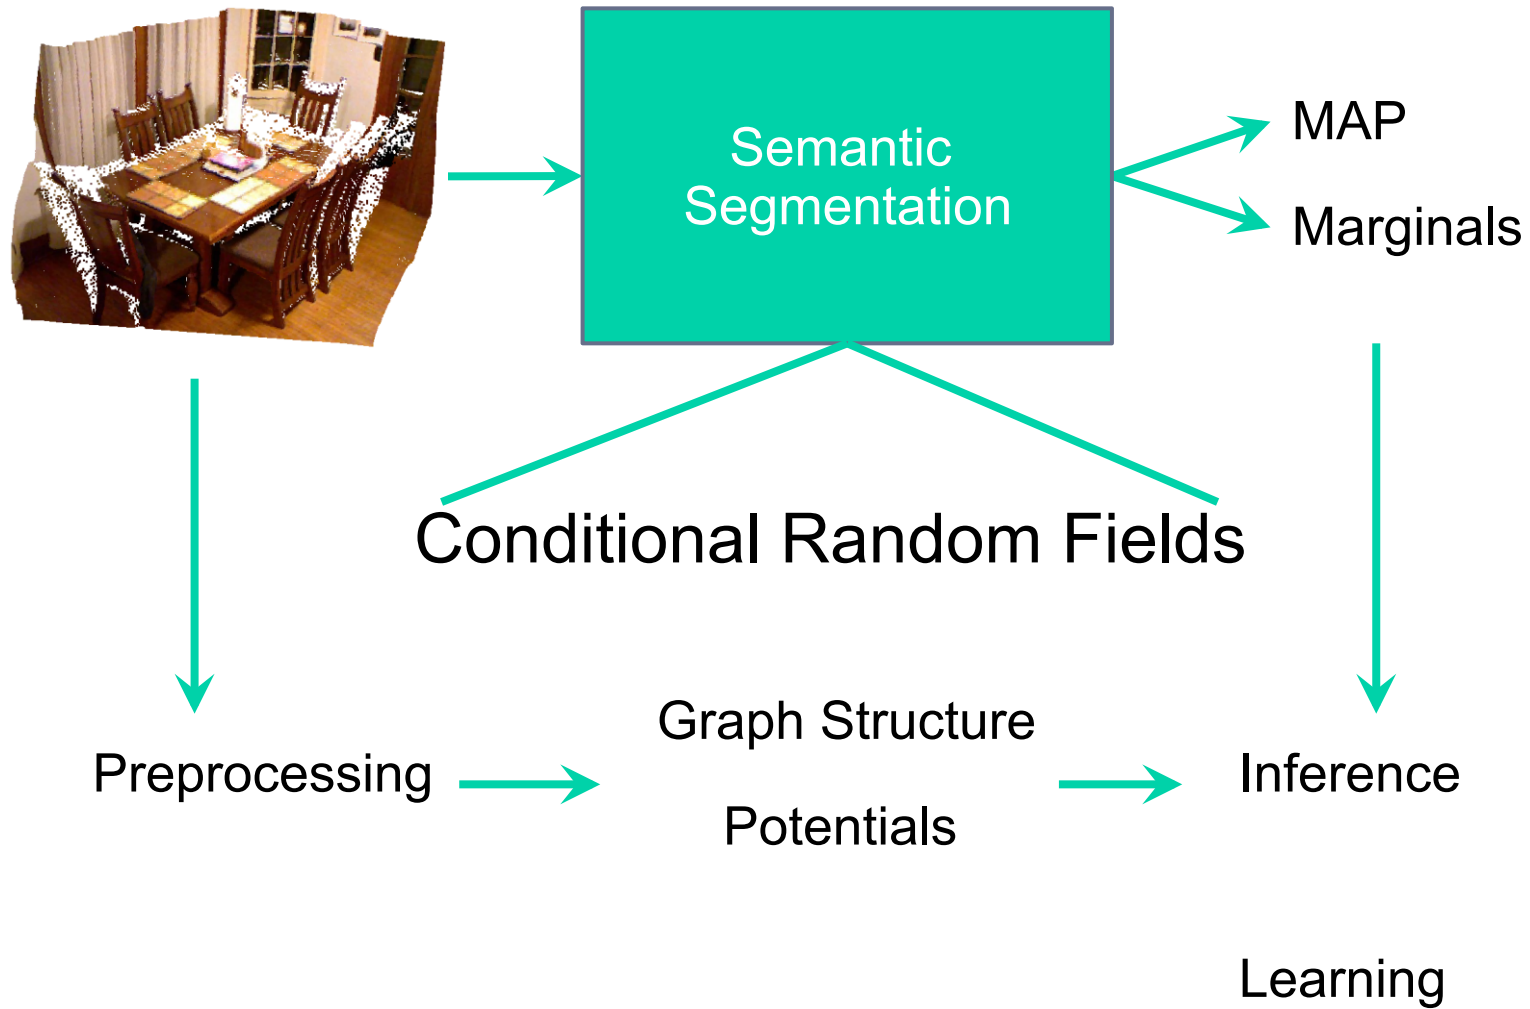 Semantic
Segmentation
MAP
Marginals
Conditional Random Fields
Preprocessing
Graph Structure
Potentials
Inference
Learning